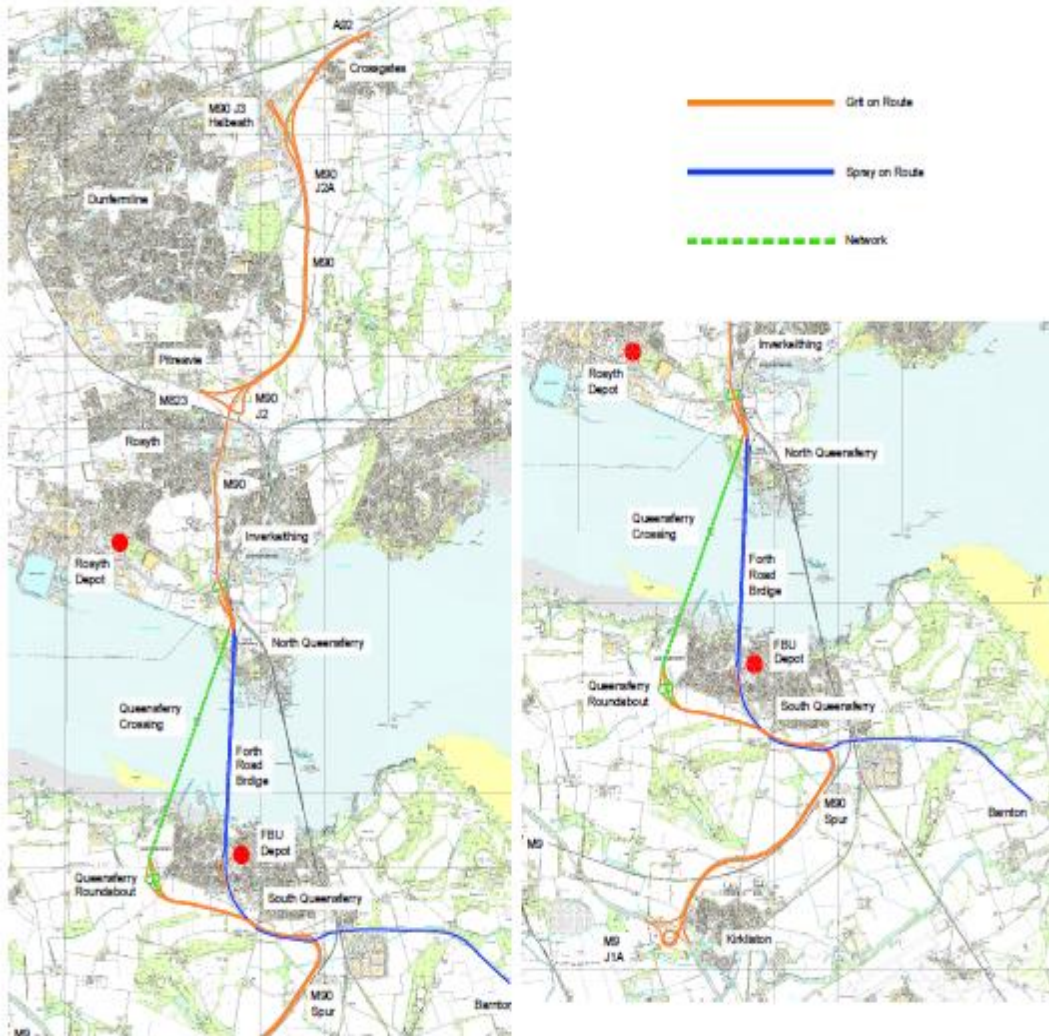 A92
Crossgates
M90 J3
Halbeath
M90
J2A
Dunfermline
M90
Pitreavie
M823
M90
J2
Rosyth
M90
Inverkeithing
Rosyth
Depot
North Queensferry
Queensferry
Crossing
Forth
Road
Brdige
FBU
Depot
Queensferry
Roundabout
South Queensferry
M90
Spur
Barnton
M9
Grit on Route
Spray on Route
Network
Inverkeithing
Rosyth
Depot
North Queensferry
Queensferry
Crossing
Forth
Road
Brdige
FBU
Depot
Queensferry
Roundabout
South Queensferry
M90
Spur
Barnton
M9
Kirkliston
M9
J1A